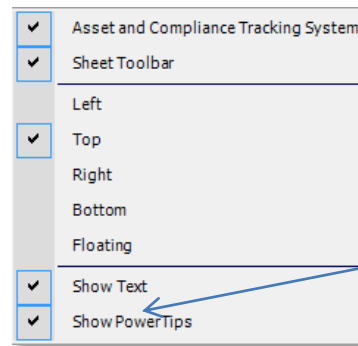 Asset and Compliance Tracking System
Sheet Toolbar
Left
Top
Right
Bottom
Floating
Show Text
Show PowerTips